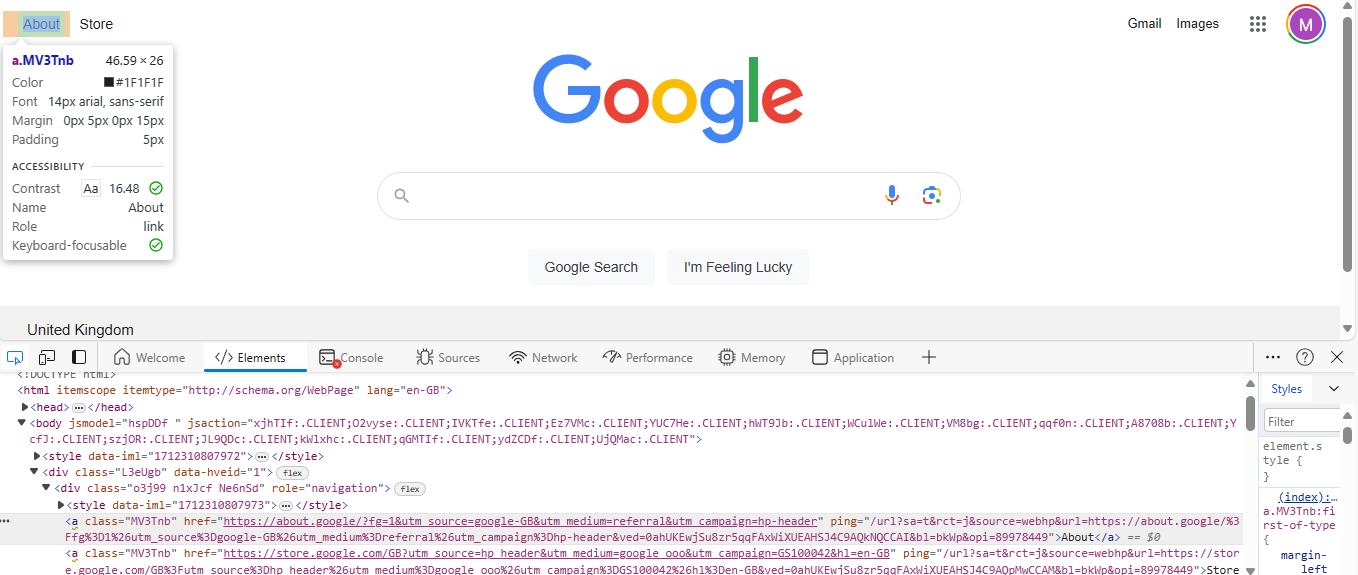 About Store Gmail Images M
a.MV3Tnb 46.59 × 26
Color #1F1F1F
Font 14px arial, sans-serif
Margin 0px 5px 0px 15px
Padding 5px
ACCESSIBILITY
Contrast Aa 16.48
Name About
Role link
Keyboard-focusable
Google
Google Search I'm Feeling Lucky
United Kingdom
Welcome </> Elements Console Sources Network Performance Memory Application
<!DOCTYPE html>
<html itemscope itemtype="http://schema.org/WebPage" lang="en-GB">
<head> ⋯ </head>
<body jsmodel="hspDDf " jsaction="xjhTIf:.CLIENT;O2vyse:.CLIENT;IVKTfe:.CLIENT;Ez7VMc:.CLIENT;YUC7He:.CLIENT;hWT9Jb:.CLIENT;WCulWe:.CLIENT;VM8bg:.CLIENT;qqf0n:.CLIENT;A8708b:.CLIENT;Y
cfJ:.CLIENT;szjOR:.CLIENT;JL9QDc:.CLIENT;kWlxhc:.CLIENT;qGMTIf:.CLIENT;ydZCDf:.CLIENT;UjQMac:.CLIENT">
<style data-iml="1712310807972"> ⋯ </style>
<div class="L3eUgb" data-hveid="1"> flex
<div class="o3j99 n1xJcf Ne6nSd" role="navigation"> flex
<style data-iml="1712310807973"> ⋯ </style>
<a class="MV3Tnb" href="https://about.google/?fg=1&utm_source=google-GB&utm_medium=referral&utm_campaign=hp-header" ping="/url?sa=t&rct=j&source=webhp&url=https://about.google/%3
Ffg%3D1%26utm_source%3Dgoogle-GB%26utm_medium%3Dreferral%26utm_campaign%3Dhp-header&ved=0ahUKEwjSu8zr5qqFAxWiXUEAHSJ4C9AQkNQCCAI&bl=bkWp&opi=89978449">About</a> == $0
<a class="MV3Tnb" href="https://store.google.com/GB?utm_source=hp_header&utm_medium=google_ooo&utm_campaign=GS100042&hl=en-GB" ping="/url?sa=t&rct=j&source=webhp&url=https://store
.google.com/GB%3Futm_source%3Dhp_header%26utm_medium%3Dgoogle_ooo%26utm_campaign%3DGS100042%26hl%3Den-GB&ved=0ahUKEwjSu8zr5qqFAxWiXUEAHSJ4C9AQpMwCCAM&bl=bkWp&opi=89978449">Store
Styles
Filter
element.s
tyle {
}
(index):…
a.MV3Tnb:fi
rst-of-type
{
margin-
left